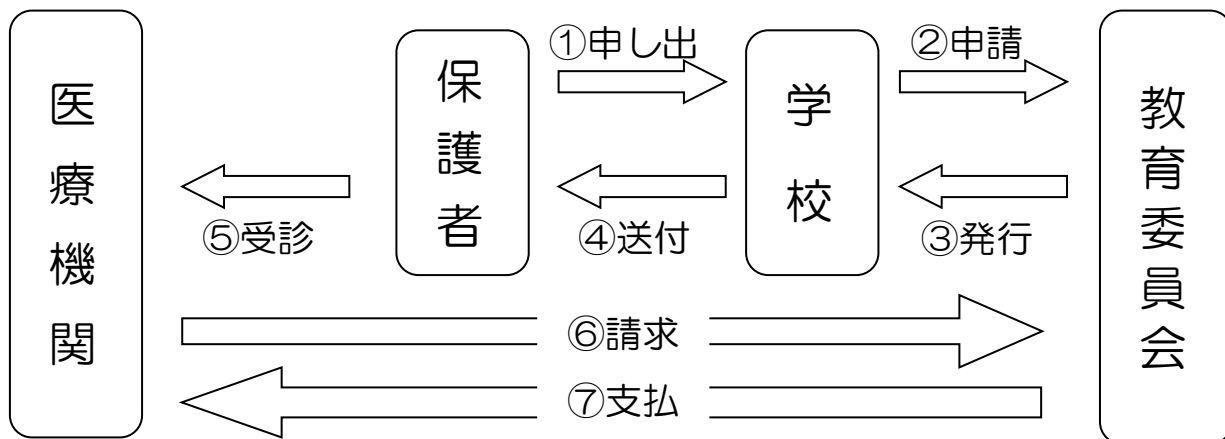 医療機関
保護者
学校
教育委員会
①申し出
②申請
③発行
④送付
⑤受診
⑥請求
⑦支払